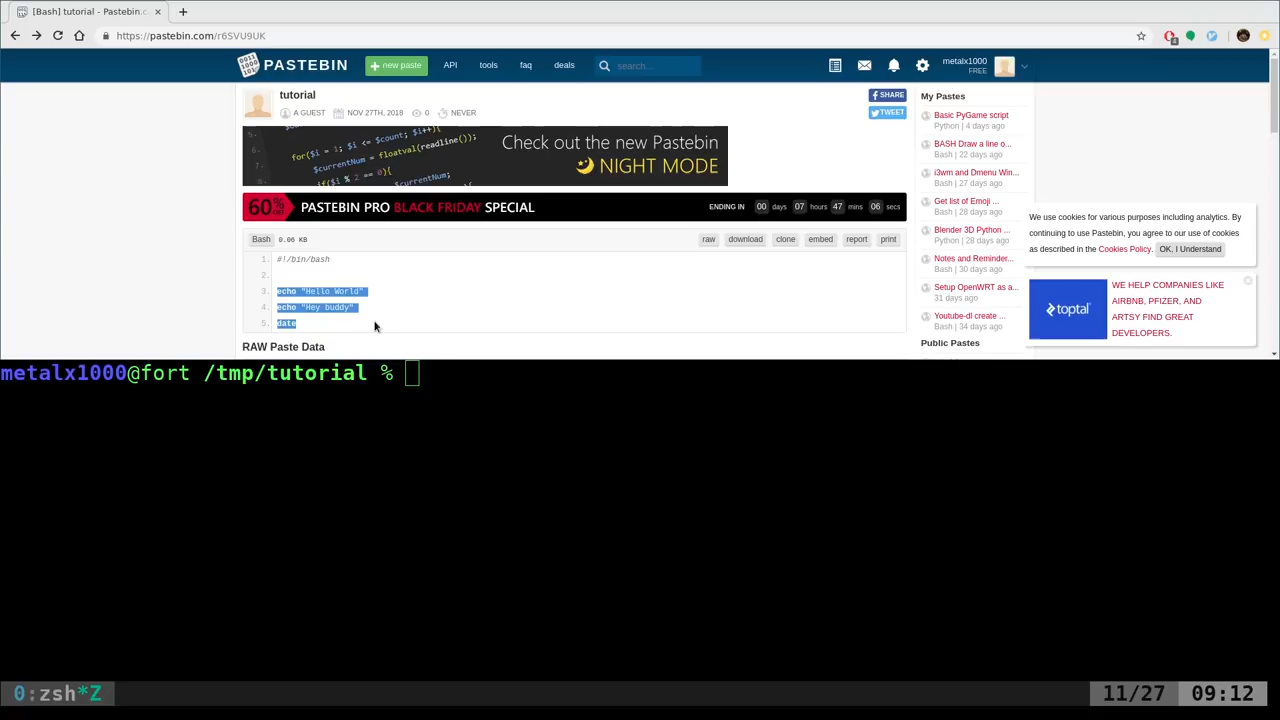 [Bash] tutorial - Pastebin.c
https://pastebin.com/r6SVU9UK
PASTEBIN
new paste
API
tools
faq
deals
search...
metalx1000
FREE
tutorial
A GUEST
NOV 27TH, 2018
0
NEVER
SHARE
TWEET
for($i = 1; $i <= $count; $i++){
$currentNum = floatval(readline());
$currentNum
Check out the new Pastebin
NIGHT MODE
60%
PASTEBIN PRO BLACK FRIDAY SPECIAL
ENDING IN 00 days 07 hours 47 mins 06 secs
Bash 0.06 KB
raw
download
clone
embed
report
print
1. #!/bin/bash
2.
3. echo "Hello World"
4. echo "Hey buddy"
5. date
RAW Paste Data
My Pastes
Basic PyGame script
Python | 4 days ago
BASH Draw a line o...
Bash | 22 days ago
i3wm and Dmenu Win...
Bash | 27 days ago
Get list of Emoji ...
Bash | 28 days ago
Blender 3D Python ...
Python | 28 days ago
Notes and Reminder...
Bash | 30 days ago
Setup OpenWRT as a...
31 days ago
Youtube-dl create ...
Bash | 34 days ago
Public Pastes
We use cookies for various purposes including analytics. By
continuing to use Pastebin, you agree to our use of cookies
as described in the Cookies Policy. OK, I Understand
toptal
WE HELP COMPANIES LIKE
AIRBNB, PFIZER, AND
ARTSY FIND GREAT
DEVELOPERS.
metalx1000@fort /tmp/tutorial %
0:zsh*Z
11/27
09:12